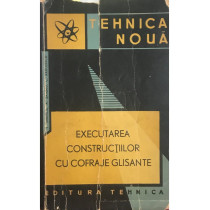 TEHNICA
NOUĂ
EXECUTAREA
CONSTRUCȚIILOR
CU COFRAJE GLISANTE
EDITURA TEHNICA